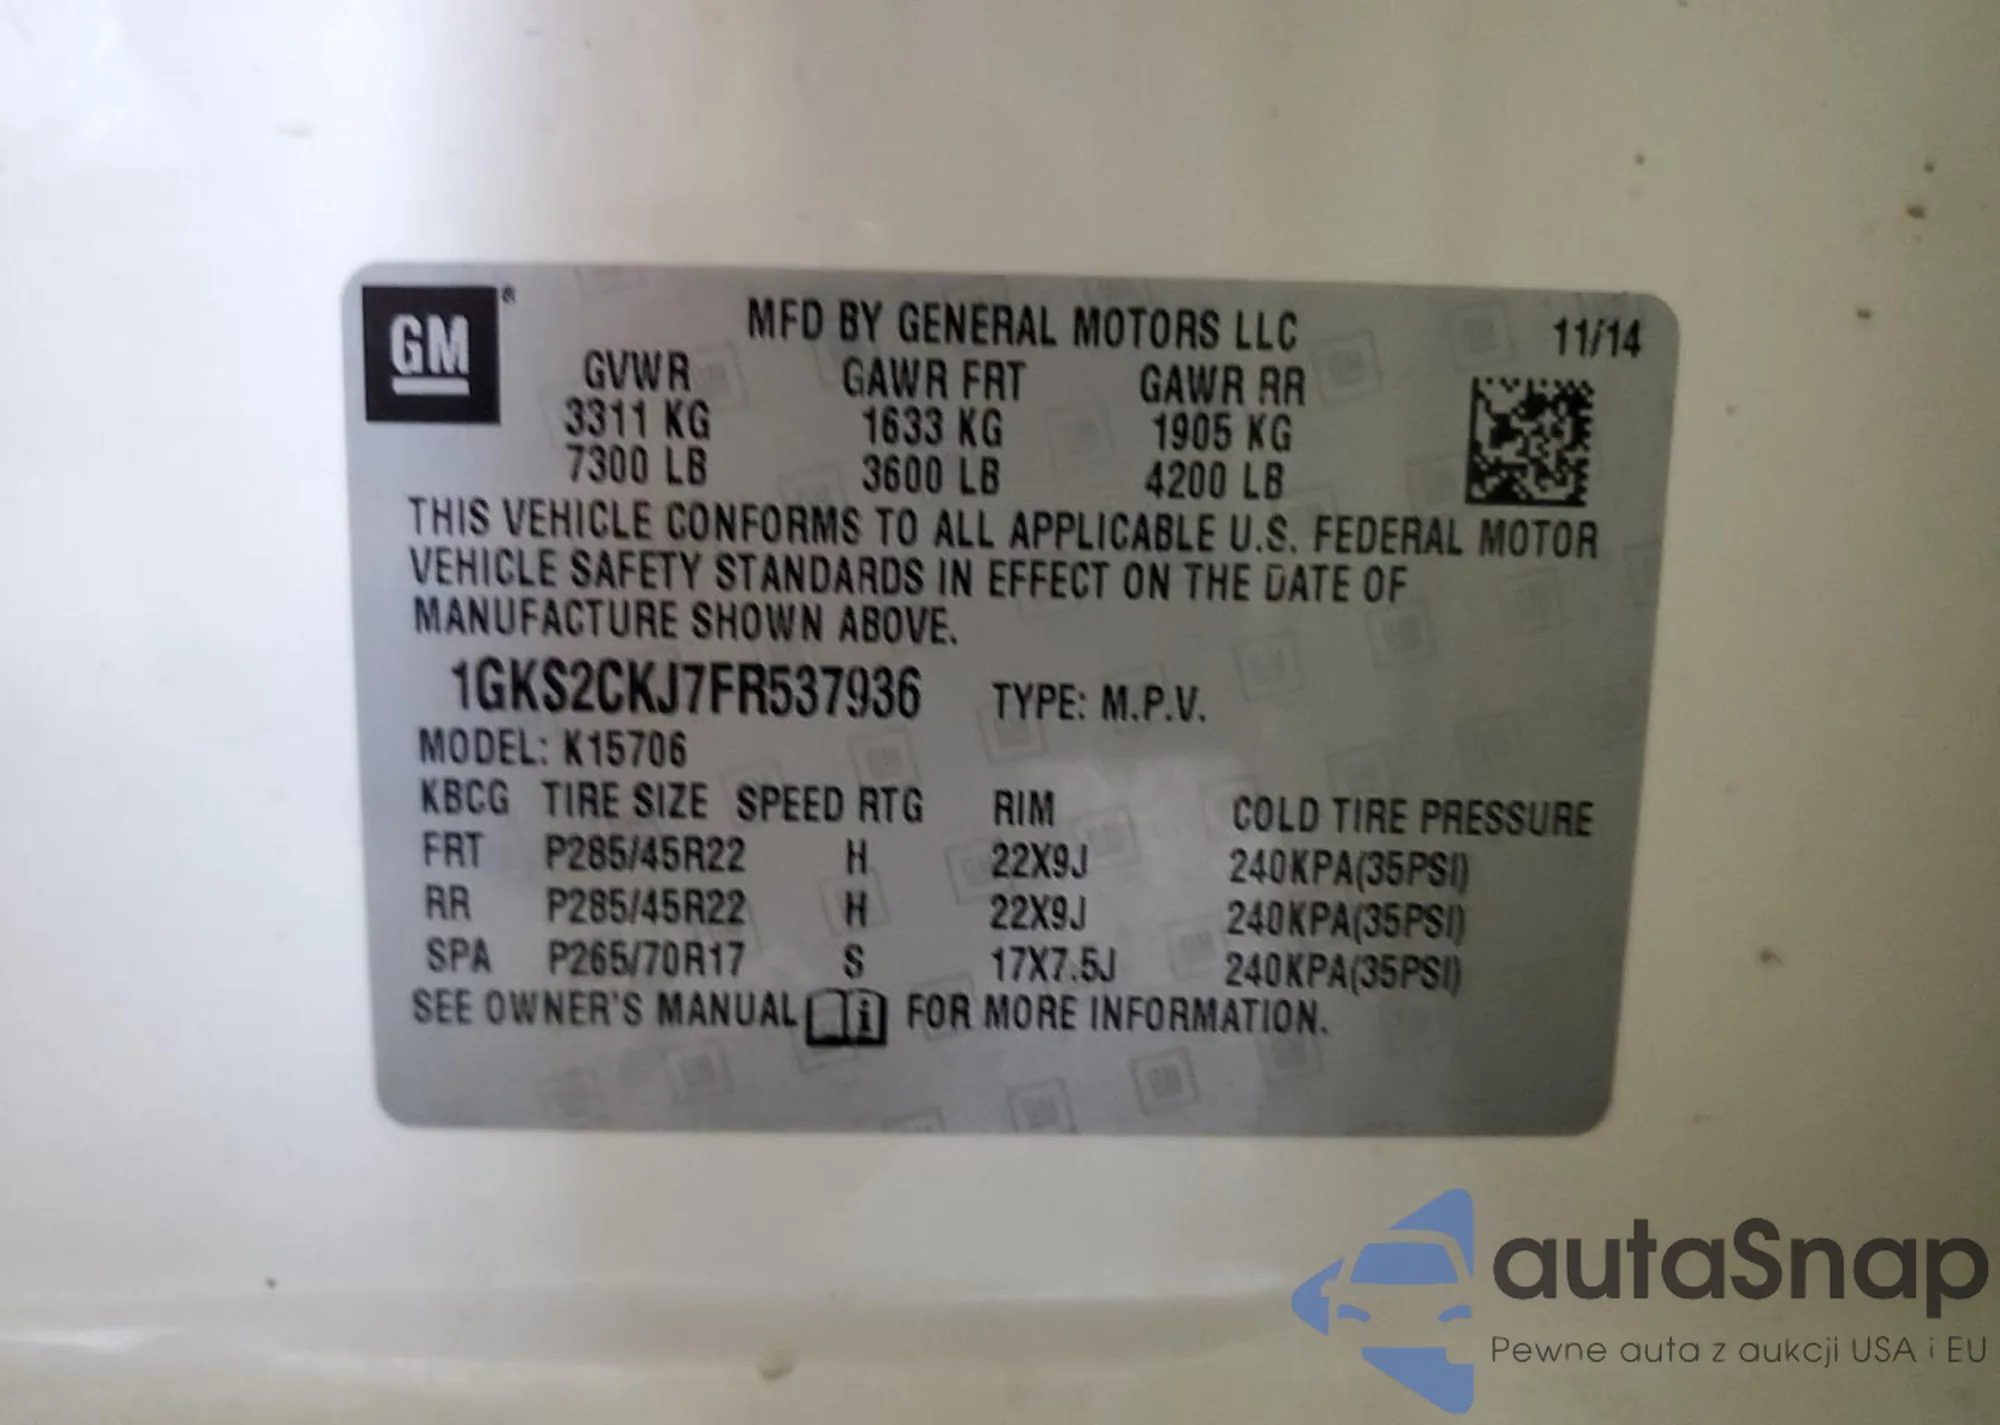 GM®
MFD BY GENERAL MOTORS LLC 11/14
GVWR GAWR FRT GAWR RR
3311 KG 1633 KG 1905 KG
7300 LB 3600 LB 4200 LB
THIS VEHICLE CONFORMS TO ALL APPLICABLE U.S. FEDERAL MOTOR
VEHICLE SAFETY STANDARDS IN EFFECT ON THE DATE OF
MANUFACTURE SHOWN ABOVE.
1GKS2CKJ7FR537936 TYPE: M.P.V.
MODEL: K15706
KBCG TIRE SIZE SPEED RTG RIM COLD TIRE PRESSURE
FRT P285/45R22 H 22X9J 240KPA(35PSI)
RR P285/45R22 H 22X9J 240KPA(35PSI)
SPA P265/70R17 S 17X7.5J 240KPA(35PSI)
SEE OWNER'S MANUAL i FOR MORE INFORMATION.
autaSnap
Pewne auta z aukcji USA i EU